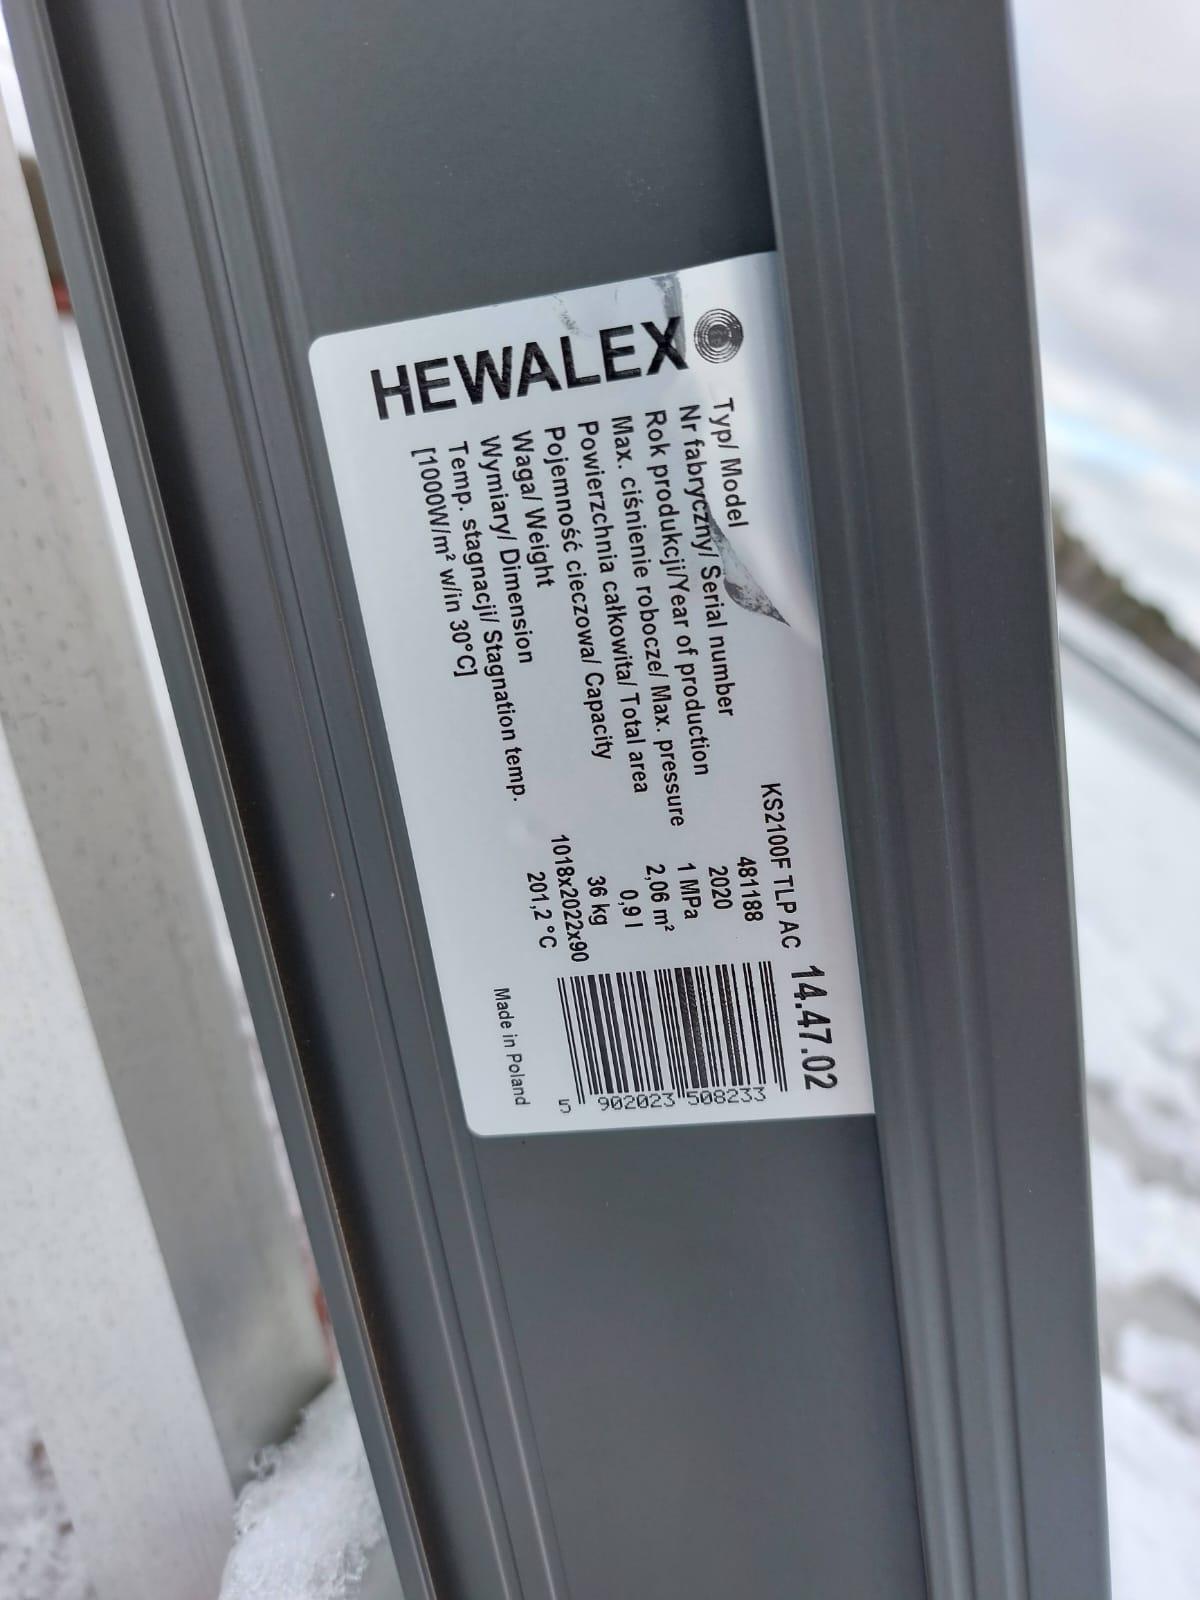 HEWALEX
Typ/ Model KS2100F TLP AC 14.47.02
Nr fabryczny/ Serial number 481188
Rok produkcji/Year of production 2020
Max. ciśnienie robocze/ Max. pressure 1 MPa
Powierzchnia całkowita/ Total area 2,06 m²
Pojemność cieczowa/ Capacity 0,9 l
Waga/ Weight 36 kg
Wymiary/ Dimension 1018x2022x90
Temp. stagnacji/ Stagnation temp. 201,2 °C
[1000W/m² w/in 30°C]
5 902023 508233
Made in Poland